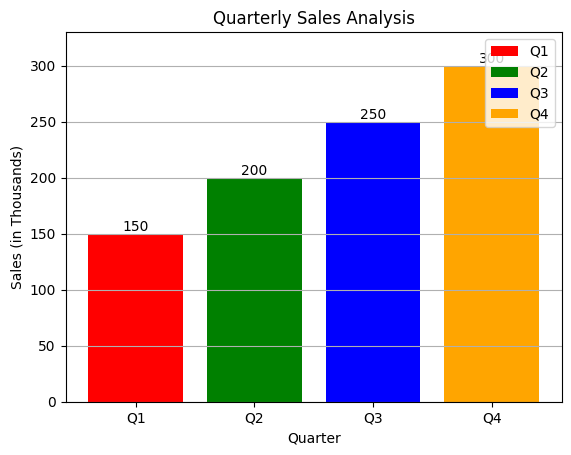 Quarterly Sales Analysis
Sales (in Thousands)
300
250
200
150
100
50
0
150
200
250
300
Q1
Q2
Q3
Q4
Q1
Q2
Q3
Q4
Quarter